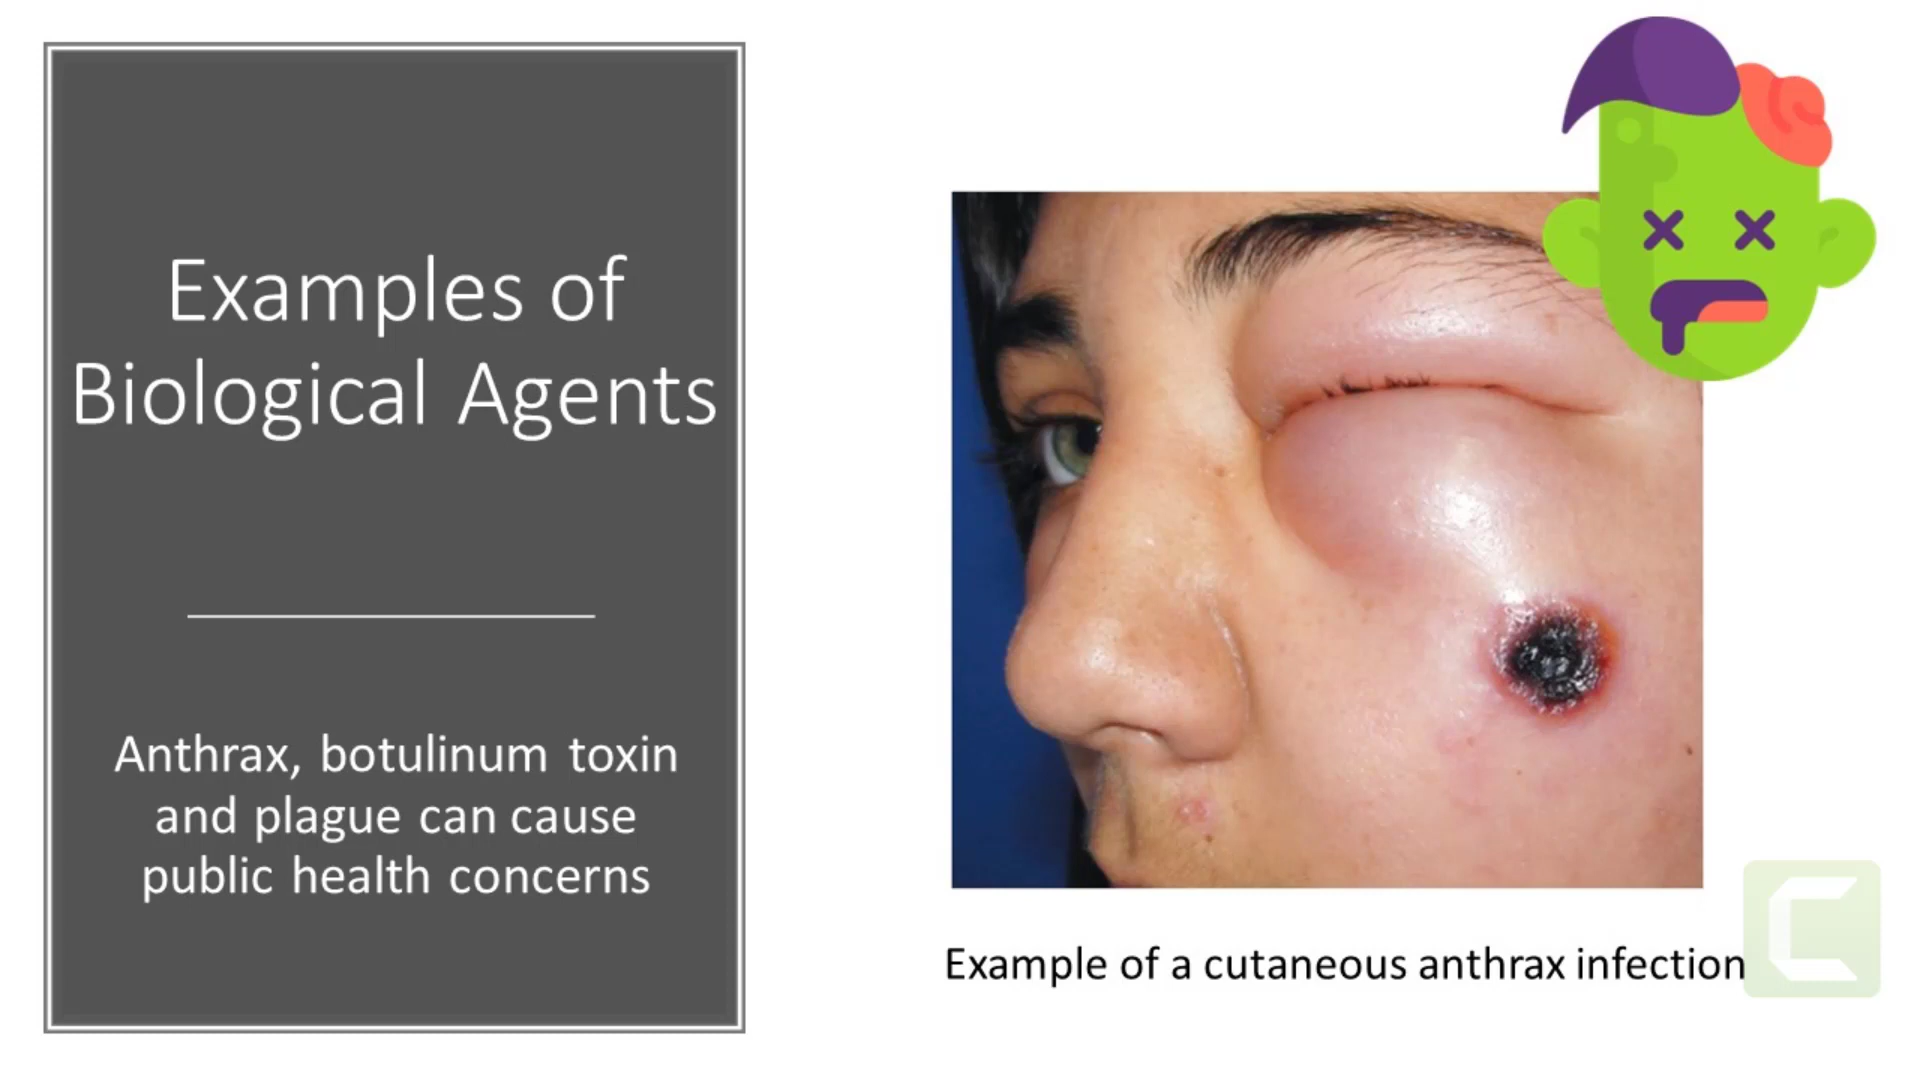 Examples of
Biological Agents
Anthrax, botulinum toxin
and plague can cause
public health concerns
Example of a cutaneous anthrax infection